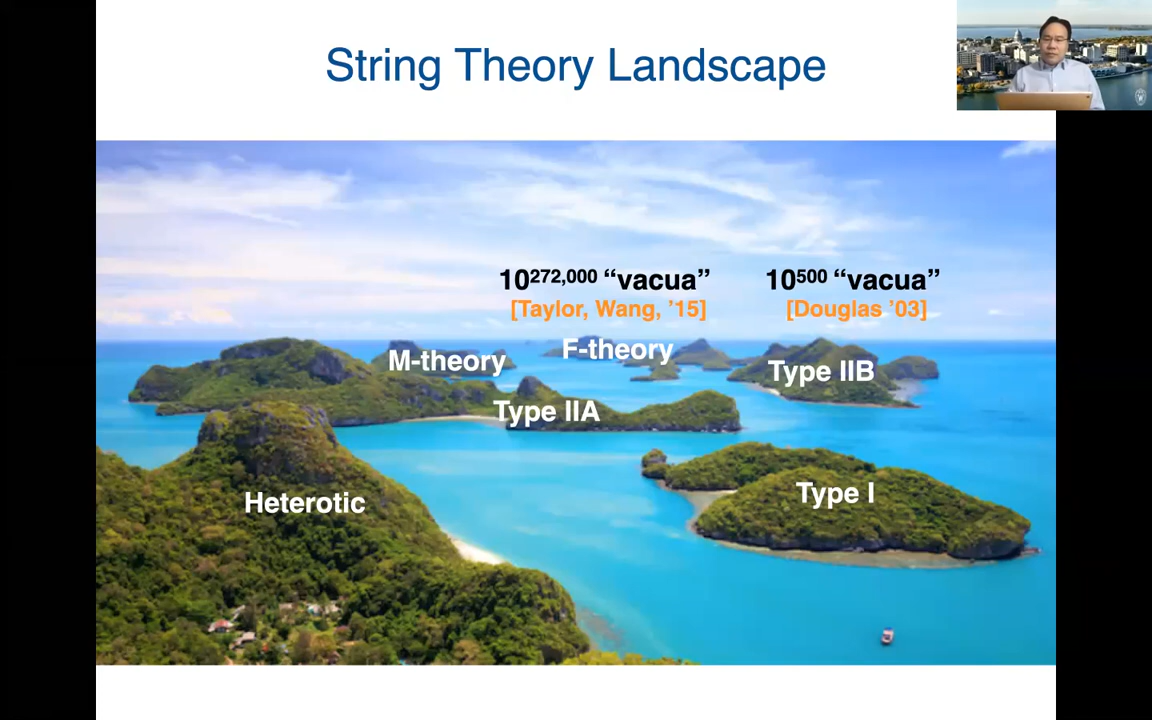 String Theory Landscape
10²⁷²,⁰⁰⁰ “vacua”
[Taylor, Wang, ’15]
10⁵⁰⁰ “vacua”
[Douglas ’03]
M-theory
F-theory
Type IIB
Type IIA
Heterotic
Type I